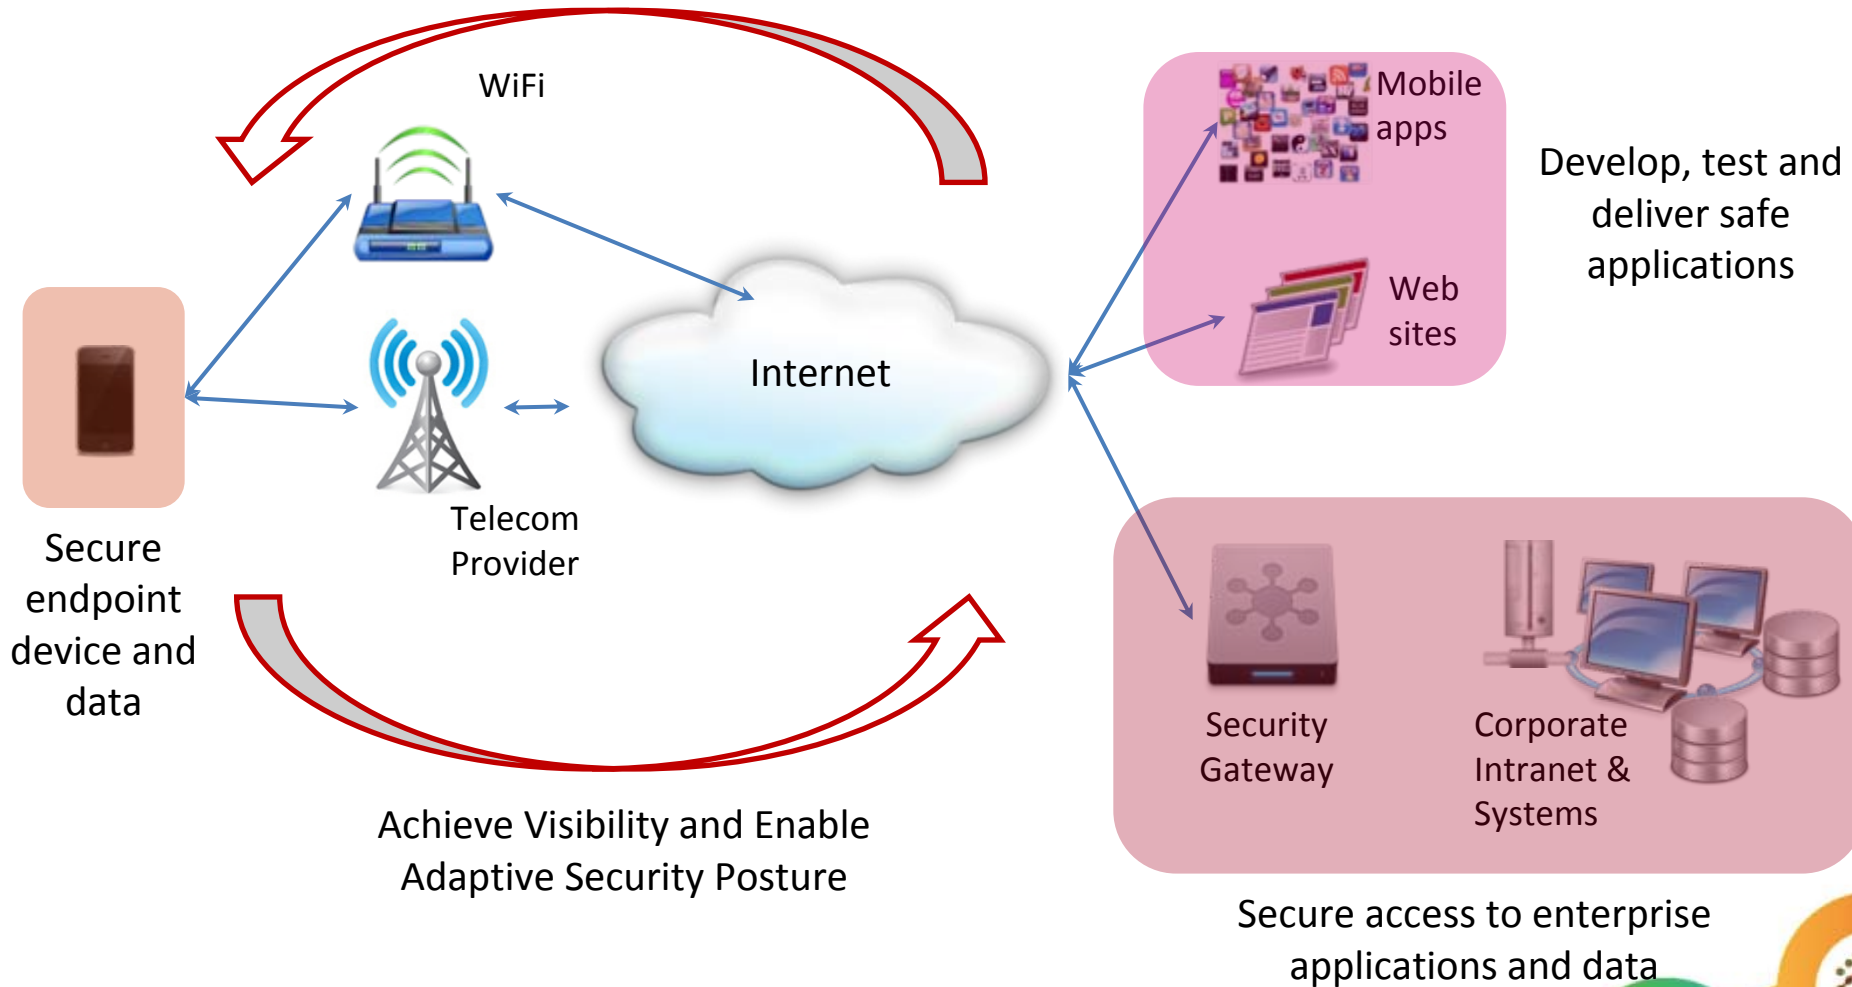 WiFi
Mobile
apps
Develop, test and
deliver safe
applications
Web
sites
Internet
Telecom
Provider
Secure
endpoint
device and
data
Security
Gateway
Corporate
Intranet &
Systems
Achieve Visibility and Enable
Adaptive Security Posture
Secure access to enterprise
applications and data